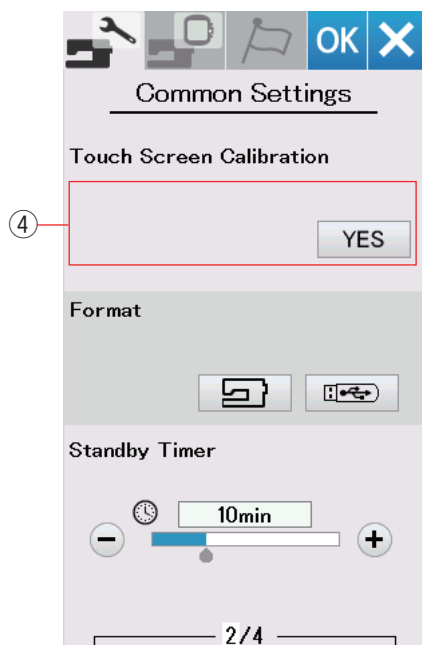 OK
Common Settings
Touch Screen Calibration
④
YES
Format
Standby Timer
10min
2/4